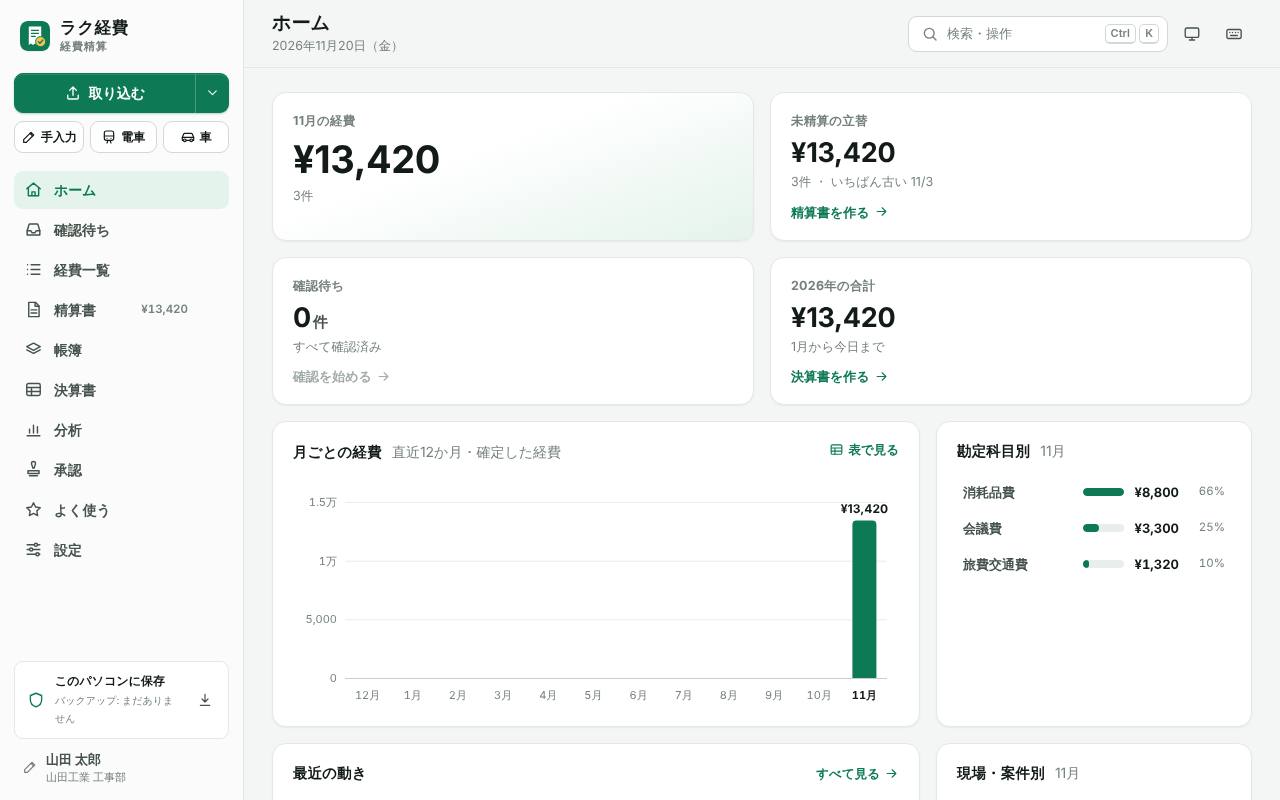 ラク経費
経費精算
取り込む
手入力 電車 車
ホーム
確認待ち
経費一覧
精算書 ¥13,420
帳簿
決算書
分析
承認
よく使う
設定
このパソコンに保存
バックアップ: まだありま
せん
山田 太郎
山田工業 工事部
ホーム
2026年11月20日（金）
検索・操作 Ctrl K
11月の経費
¥13,420
3件
未精算の立替
¥13,420
3件 ・ いちばん古い 11/3
精算書を作る →
確認待ち
0件
すべて確認済み
確認を始める →
2026年の合計
¥13,420
1月から今日まで
決算書を作る →
月ごとの経費 直近12か月・確定した経費 表で見る
1.5万
¥13,420
1万
5,000
0
12月 1月 2月 3月 4月 5月 6月 7月 8月 9月 10月 11月
勘定科目別 11月
消耗品費 ¥8,800 66%
会議費 ¥3,300 25%
旅費交通費 ¥1,320 10%
最近の動き すべて見る →
現場・案件別 11月